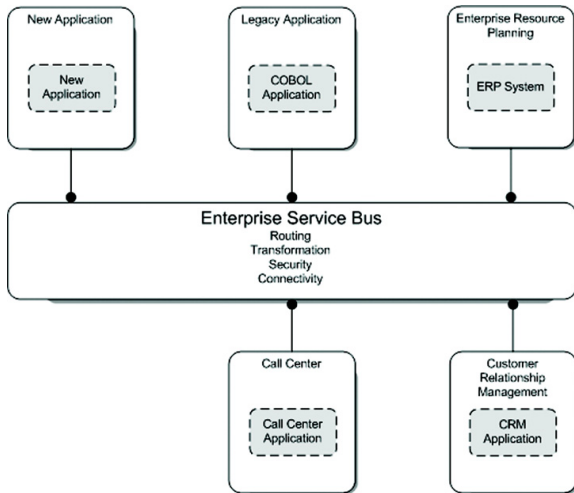 New Application
New
Application
Legacy Application
COBOL
Application
Enterprise Resource
Planning
ERP System
Enterprise Service Bus
Routing
Transformation
Security
Connectivity
Call Center
Call Center
Application
Customer
Relationship
Management
CRM
Application